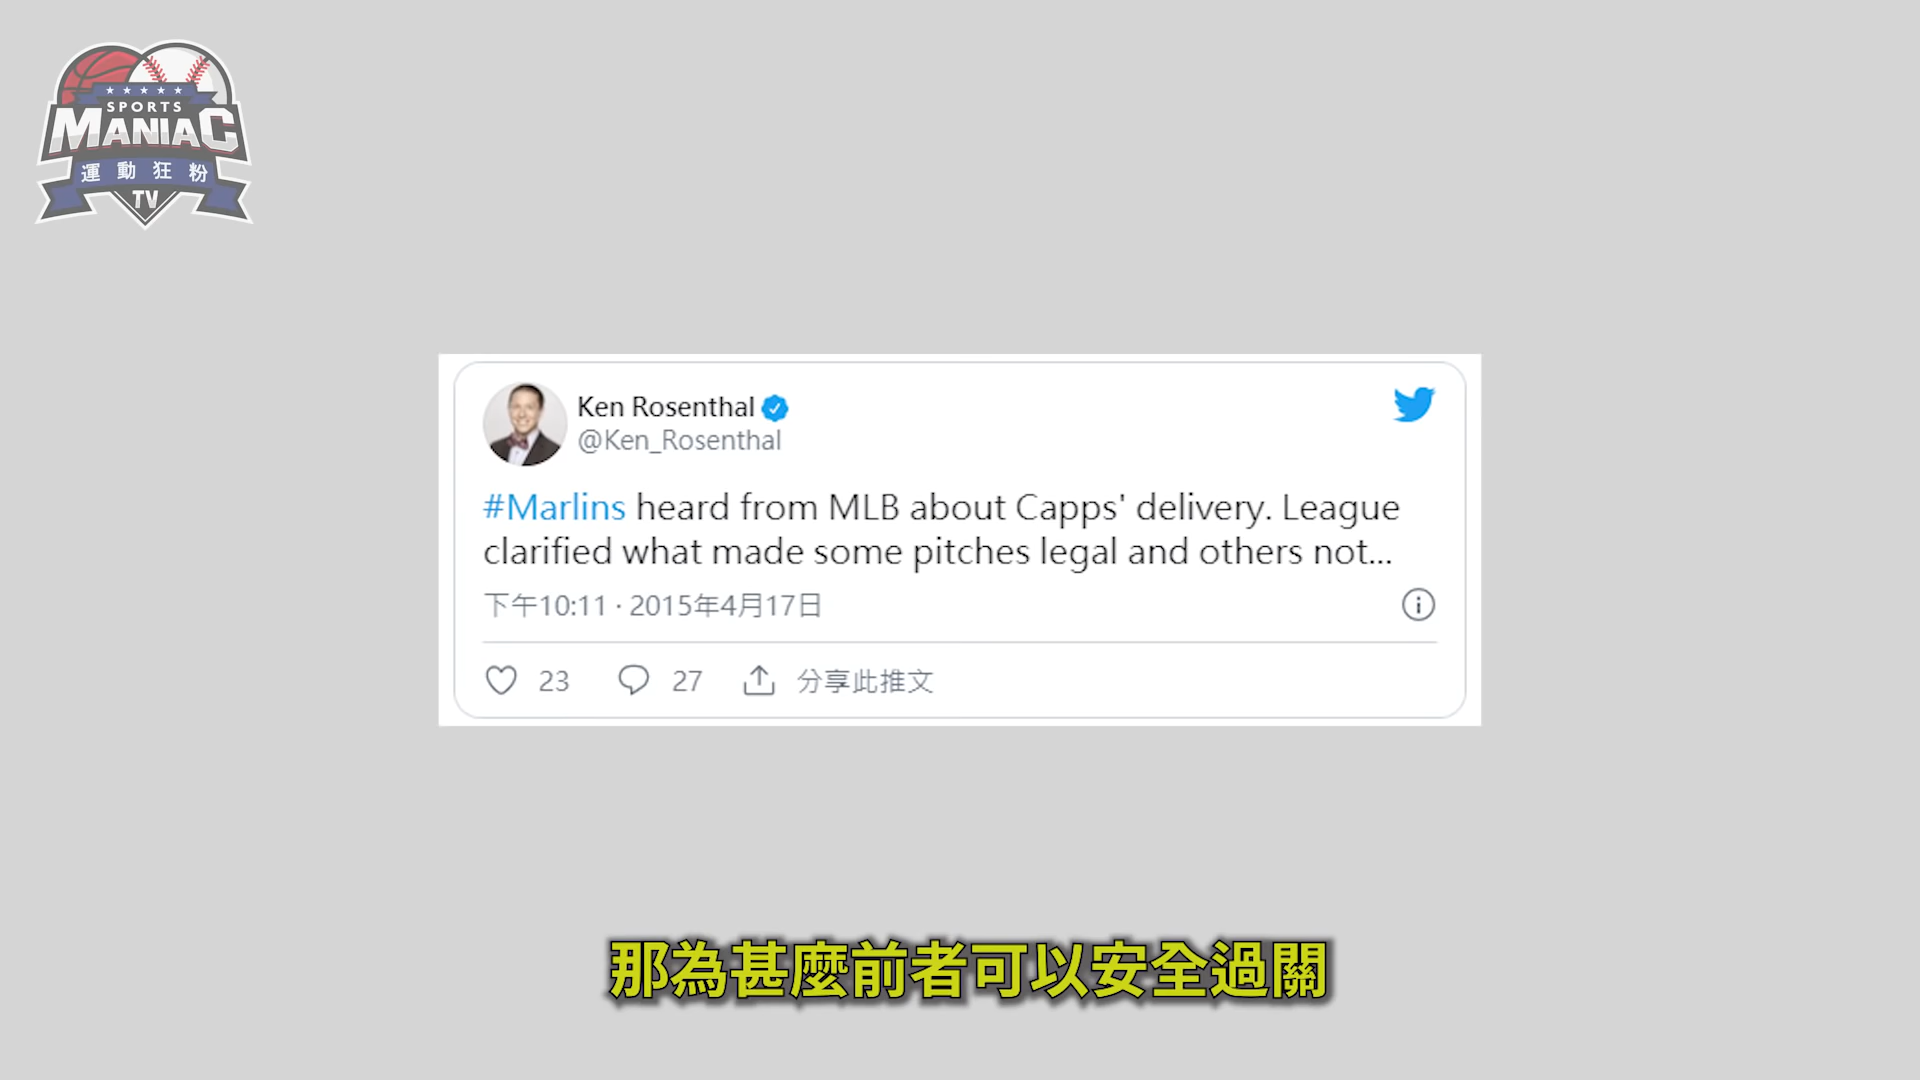 SPORTS
MANIAC
運動狂粉
TV
Ken Rosenthal
@Ken_Rosenthal
#Marlins heard from MLB about Capps' delivery. League
clarified what made some pitches legal and others not...
下午10:11 · 2015年4月17日
23 27 分享此推文
那為甚麼前者可以安全過關